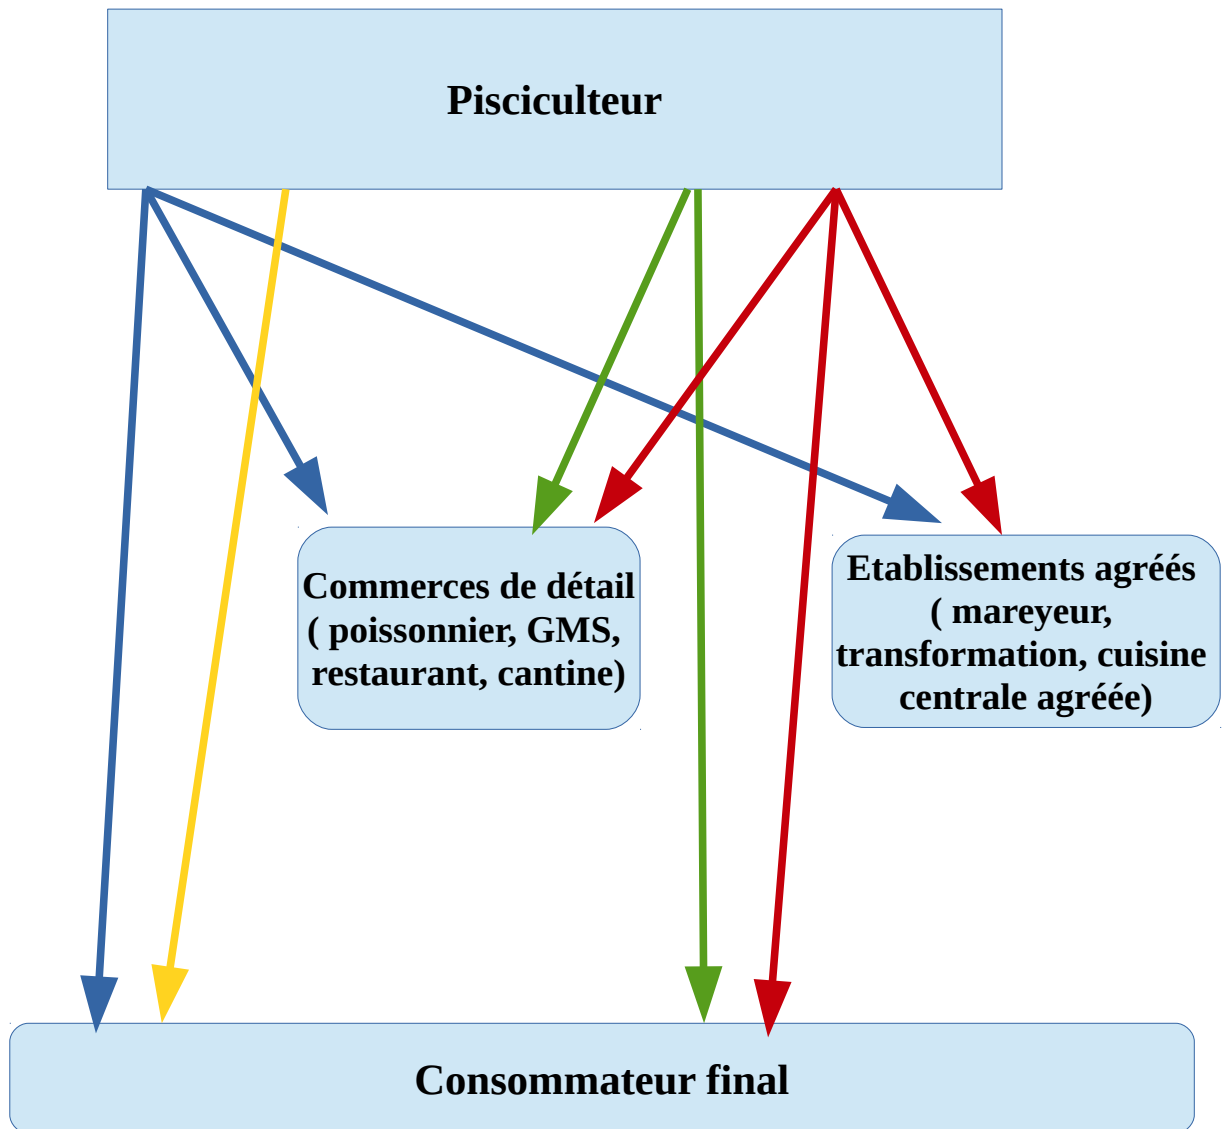 Pisciculteur
Commerces de détail
( poissonnier, GMS,
restaurant, cantine)
Etablissements agréés
( mareyeur,
transformation, cuisine
centrale agréée)
Consommateur final